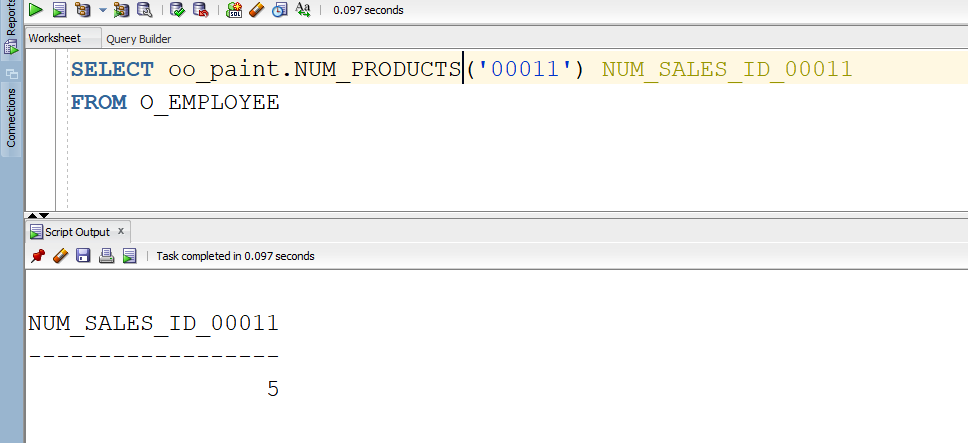 Reports
Connections
0.097 seconds
Worksheet Query Builder
SELECT oo_paint.NUM_PRODUCTS('00011') NUM_SALES_ID_00011
FROM O_EMPLOYEE
Script Output x
Task completed in 0.097 seconds
NUM_SALES_ID_00011
------------------
5